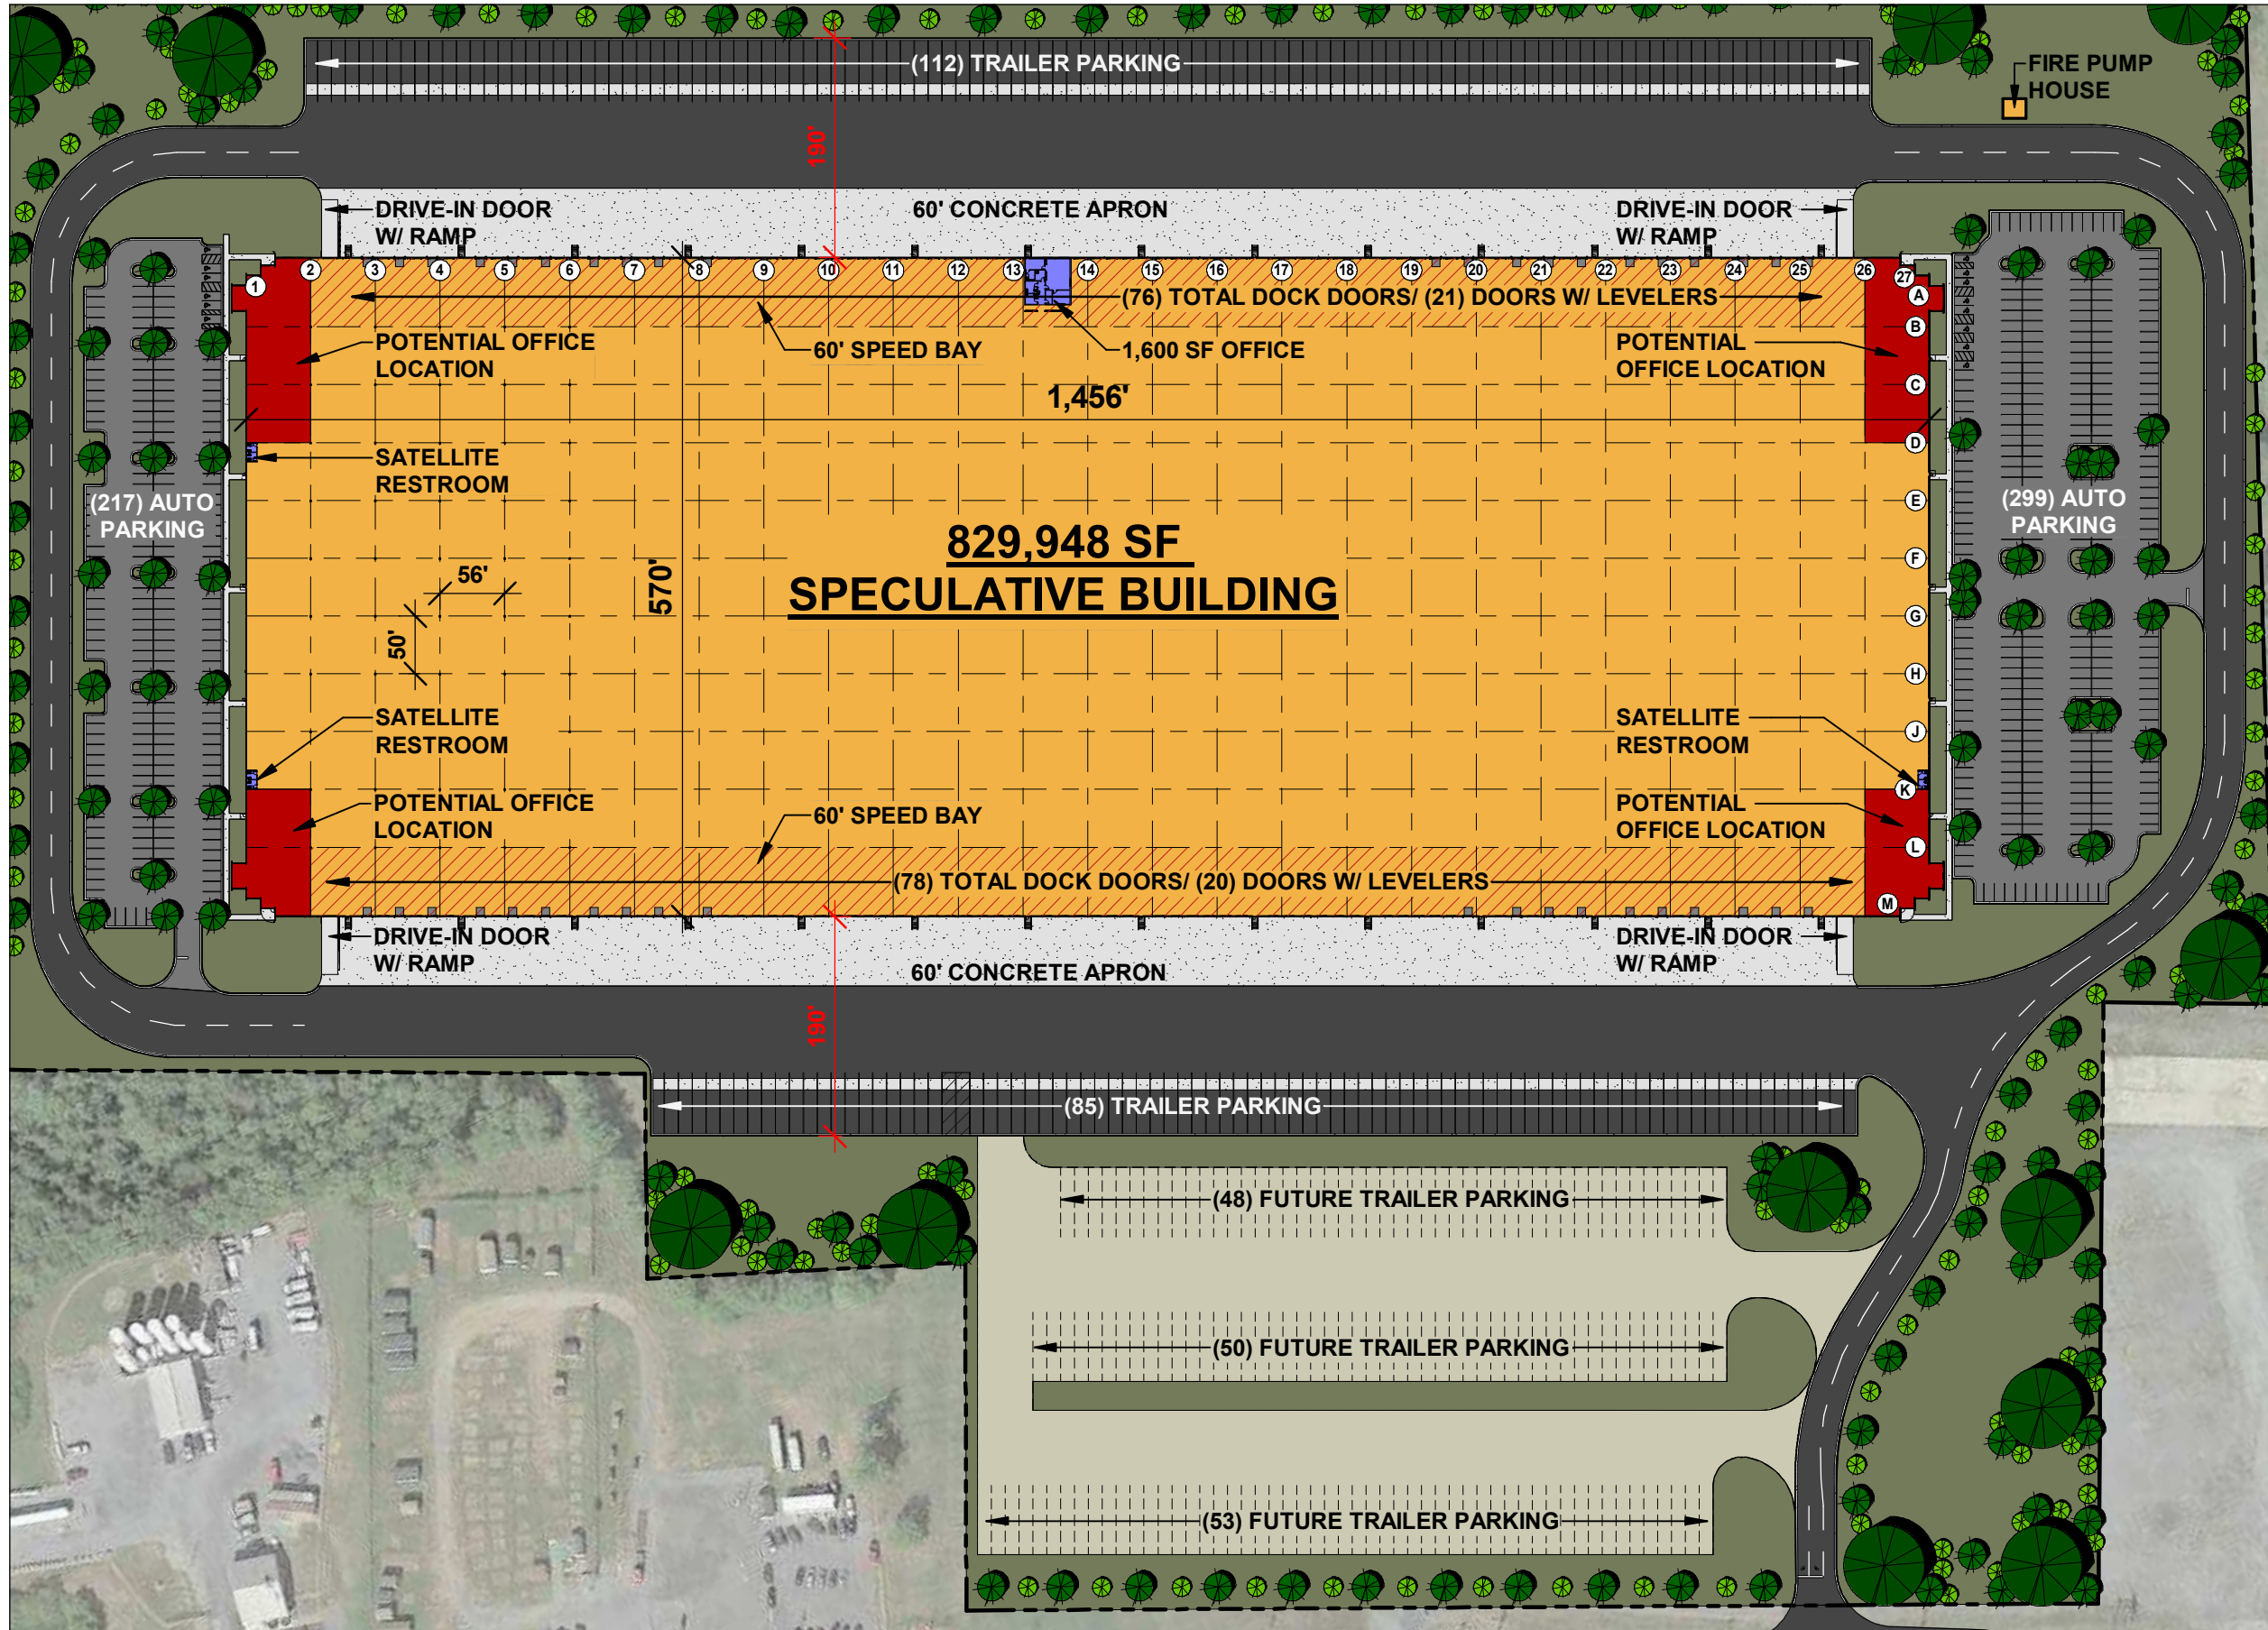 (112) TRAILER PARKING
FIRE PUMP
HOUSE
190'
DRIVE-IN DOOR
W/ RAMP
60' CONCRETE APRON
DRIVE-IN DOOR
W/ RAMP
1 2 3 4 5 6 7 8 9 10 11 12 13 14 15 16 17 18 19 20 21 22 23 24 25 26 27
A
(76) TOTAL DOCK DOORS/ (21) DOORS W/ LEVELERS
B
POTENTIAL OFFICE
LOCATION
60' SPEED BAY
1,600 SF OFFICE
POTENTIAL
OFFICE LOCATION
C
1,456'
D
SATELLITE
RESTROOM
(217) AUTO
PARKING
E
(299) AUTO
PARKING
829,948 SF
SPECULATIVE BUILDING
F
56'
570'
G
50'
H
SATELLITE
RESTROOM
J
SATELLITE
RESTROOM
K
POTENTIAL OFFICE
LOCATION
60' SPEED BAY
POTENTIAL
OFFICE LOCATION
L
(78) TOTAL DOCK DOORS/ (20) DOORS W/ LEVELERS
M
DRIVE-IN DOOR
W/ RAMP
60' CONCRETE APRON
DRIVE-IN DOOR
W/ RAMP
190'
(85) TRAILER PARKING
(48) FUTURE TRAILER PARKING
(50) FUTURE TRAILER PARKING
(53) FUTURE TRAILER PARKING